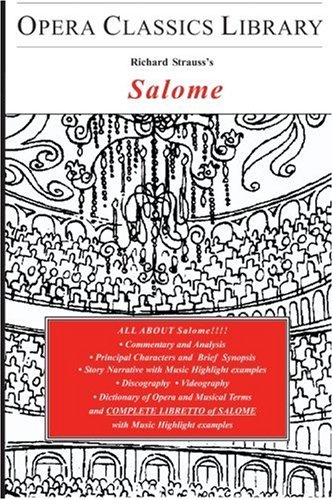 OPERA CLASSICS LIBRARY
Richard Strauss's
Salome
ALL ABOUT Salome!!!!
• Commentary and Analysis
• Principal Characters and Brief Synopsis
• Story Narrative with Music Highlight examples
• Discography • Videography
• Dictionary of Opera and Musical Terms
and COMPLETE LIBRETTO of SALOME
with Music Highlight examples